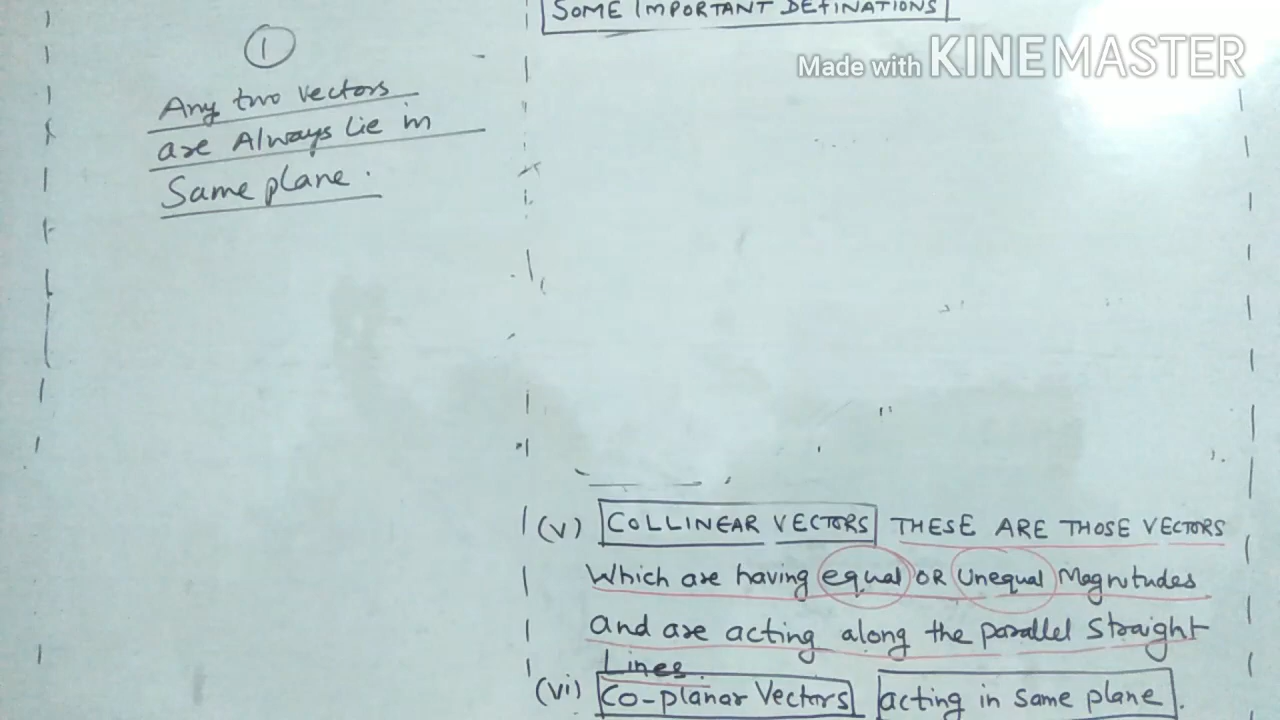 SOME IMPORTANT DEFINATIONS
Made with KINEMASTER
1
Any two vectors
are Always Lie in
Same plane.
(v) COLLINEAR VECTORS THESE ARE THOSE VECTORS
Which are having equal OR Unequal Magnitudes
and are acting along the parallel straight
Lines
(vi) Co-planar Vectors acting in same plane.